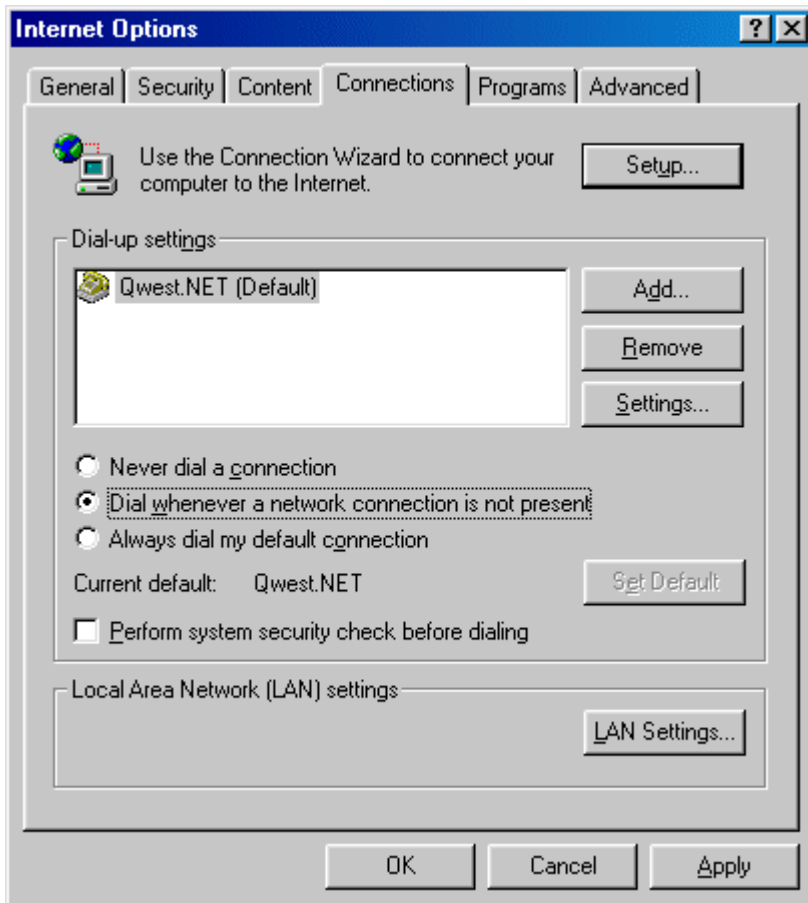 Internet Options
General Security Content Connections Programs Advanced
Use the Connection Wizard to connect your
computer to the Internet.
Setup...
Dial-up settings
Qwest.NET (Default)
Add...
Remove
Settings...
Never dial a connection
Dial whenever a network connection is not present
Always dial my default connection
Current default: Qwest.NET
Set Default
Perform system security check before dialing
Local Area Network (LAN) settings
LAN Settings...
OK Cancel Apply